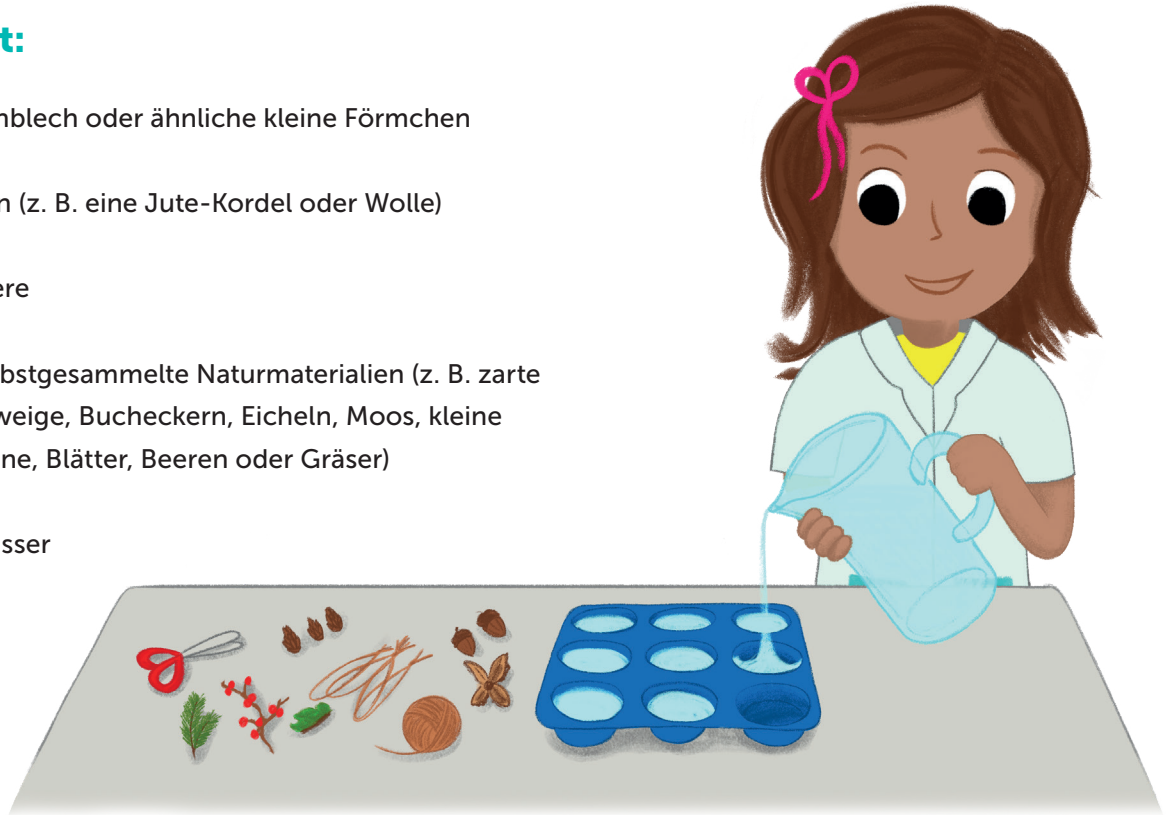 t:
nblech oder ähnliche kleine Förmchen
n (z. B. eine Jute-Kordel oder Wolle)
ere
bstgesammelte Naturmaterialien (z. B. zarte
weige, Bucheckern, Eicheln, Moos, kleine
ne, Blätter, Beeren oder Gräser)
sser